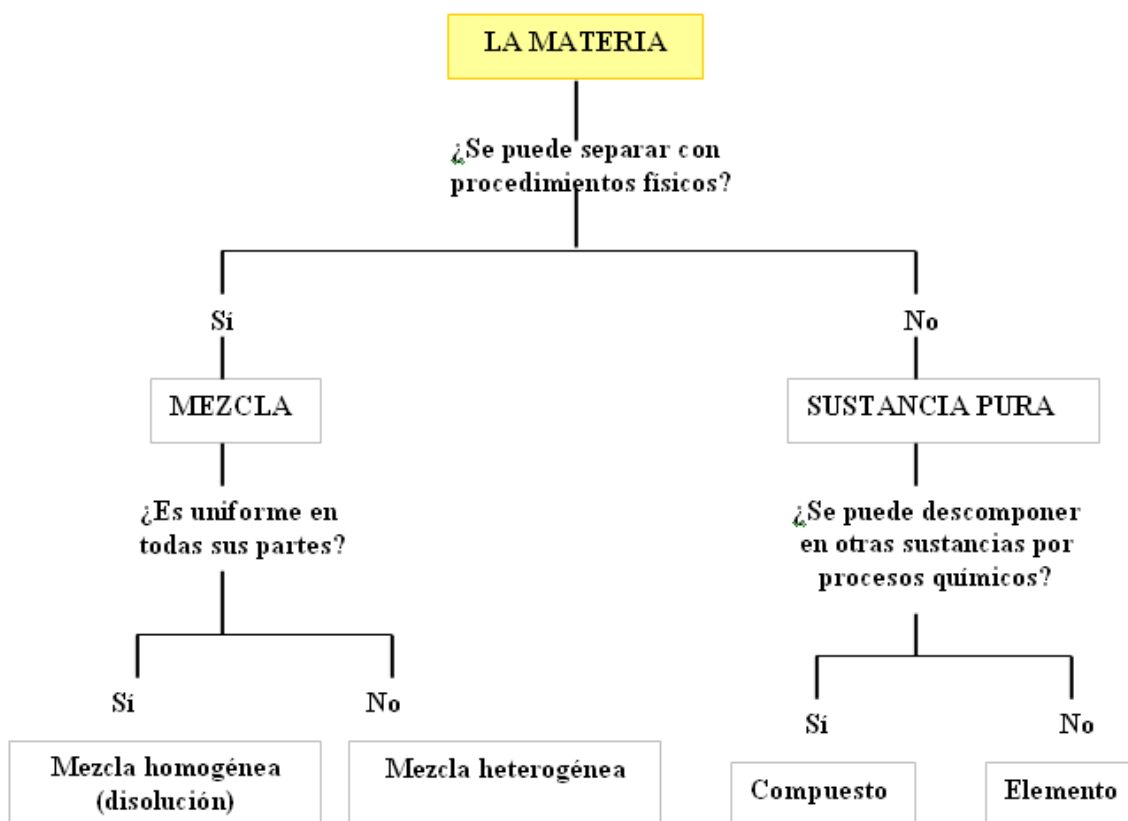 LA MATERIA
¿Se puede separar con
procedimientos físicos?
Sí
No
MEZCLA
SUSTANCIA PURA
¿Es uniforme en
todas sus partes?
¿Se puede descomponer
en otras sustancias por
procesos químicos?
Sí
No
Sí
No
Mezcla homogénea
(disolución)
Mezcla heterogénea
Compuesto
Elemento